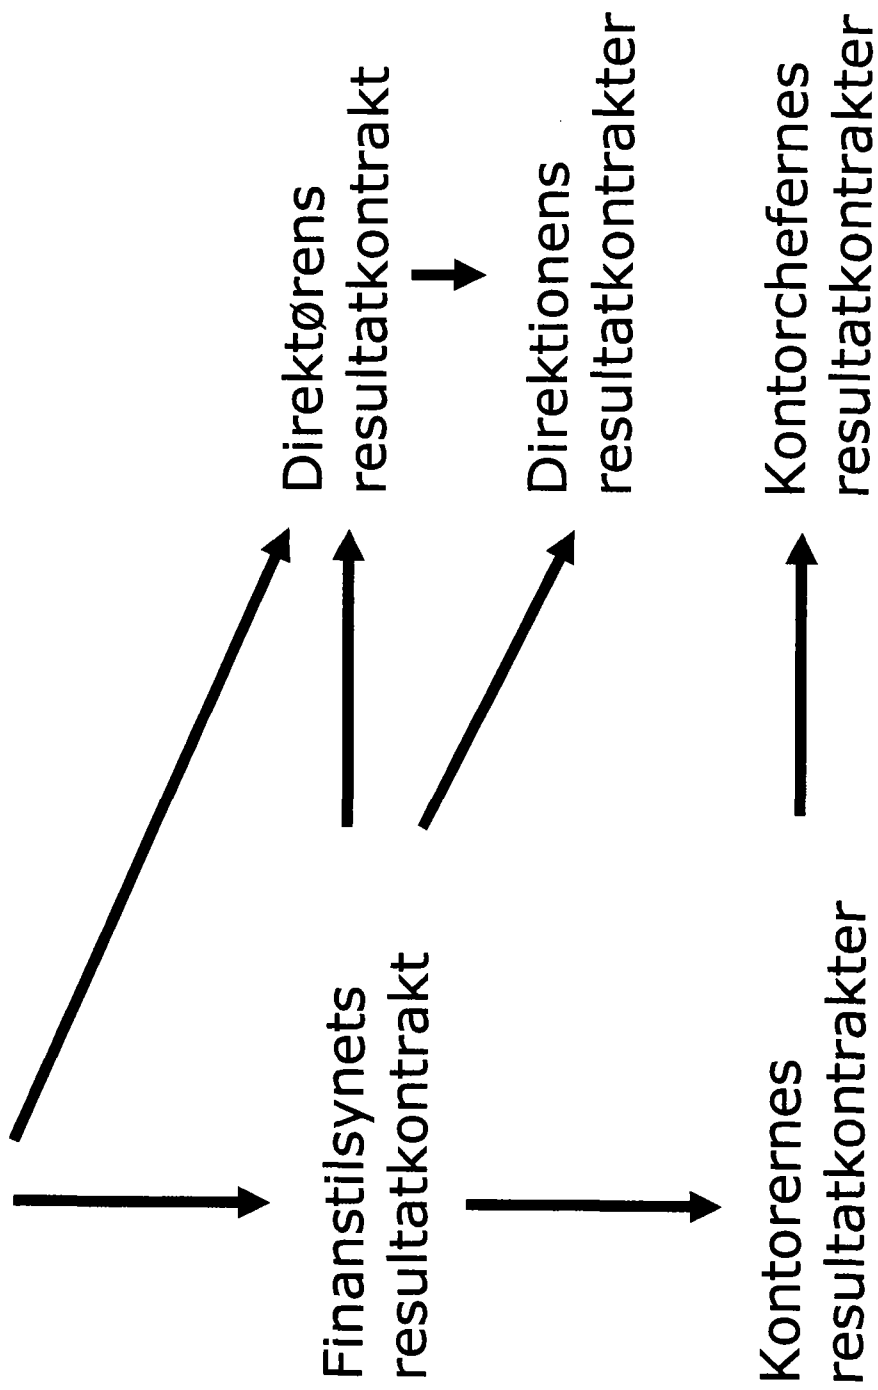 Finanstilsynets
resultatkontrakt
Direktørens
resultatkontrakt
Direktionens
resultatkontrakter
Kontorernes
resultatkontrakter
Kontorchefernes
resultatkontrakter